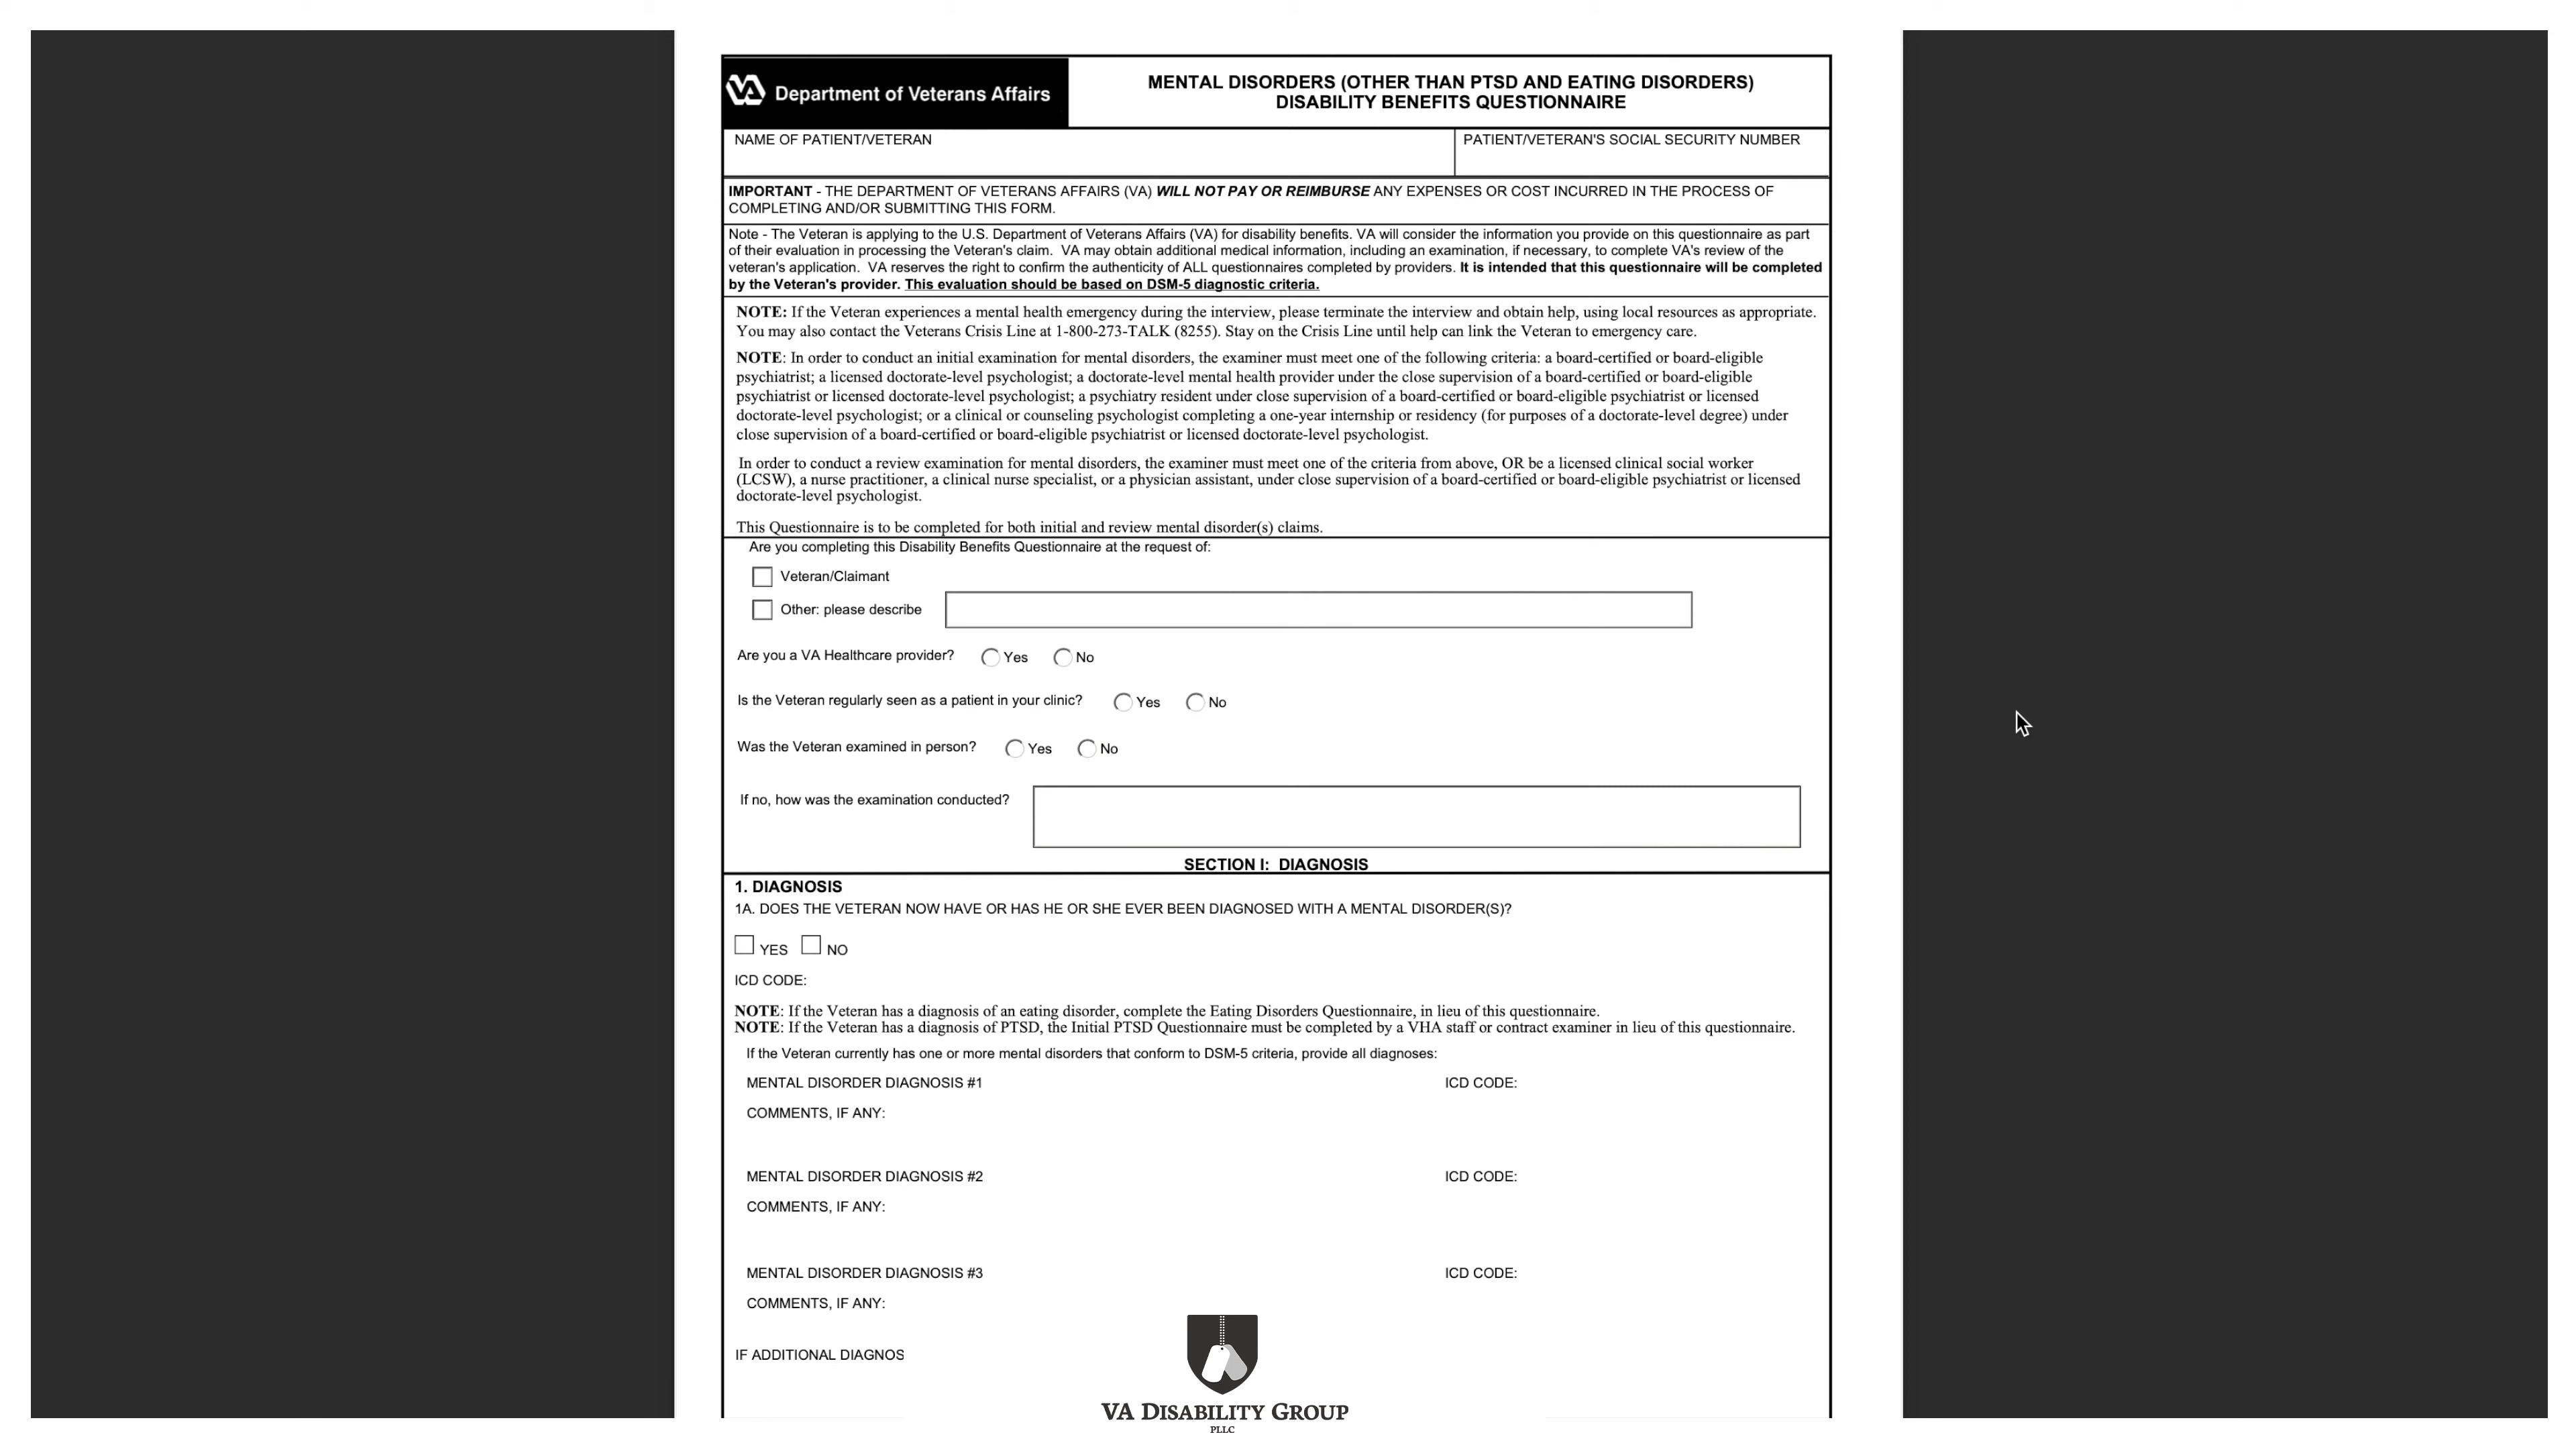 VA Department of Veterans Affairs
MENTAL DISORDERS (OTHER THAN PTSD AND EATING DISORDERS)
DISABILITY BENEFITS QUESTIONNAIRE
NAME OF PATIENT/VETERAN
PATIENT/VETERAN'S SOCIAL SECURITY NUMBER
IMPORTANT - THE DEPARTMENT OF VETERANS AFFAIRS (VA) WILL NOT PAY OR REIMBURSE ANY EXPENSES OR COST INCURRED IN THE PROCESS OF
COMPLETING AND/OR SUBMITTING THIS FORM.
Note - The Veteran is applying to the U.S. Department of Veterans Affairs (VA) for disability benefits. VA will consider the information you provide on this questionnaire as part
of their evaluation in processing the Veteran's claim. VA may obtain additional medical information, including an examination, if necessary, to complete VA's review of the
veteran's application. VA reserves the right to confirm the authenticity of ALL questionnaires completed by providers. It is intended that this questionnaire will be completed
by the Veteran's provider. This evaluation should be based on DSM-5 diagnostic criteria.
NOTE: If the Veteran experiences a mental health emergency during the interview, please terminate the interview and obtain help, using local resources as appropriate.
You may also contact the Veterans Crisis Line at 1-800-273-TALK (8255). Stay on the Crisis Line until help can link the Veteran to emergency care.
NOTE: In order to conduct an initial examination for mental disorders, the examiner must meet one of the following criteria: a board-certified or board-eligible
psychiatrist; a licensed doctorate-level psychologist; a doctorate-level mental health provider under the close supervision of a board-certified or board-eligible
psychiatrist or licensed doctorate-level psychologist; a psychiatry resident under close supervision of a board-certified or board-eligible psychiatrist or licensed
doctorate-level psychologist; or a clinical or counseling psychologist completing a one-year internship or residency (for purposes of a doctorate-level degree) under
close supervision of a board-certified or board-eligible psychiatrist or licensed doctorate-level psychologist.
In order to conduct a review examination for mental disorders, the examiner must meet one of the criteria from above, OR be a licensed clinical social worker
(LCSW), a nurse practitioner, a clinical nurse specialist, or a physician assistant, under close supervision of a board-certified or board-eligible psychiatrist or licensed
doctorate-level psychologist.
This Questionnaire is to be completed for both initial and review mental disorder(s) claims.
Are you completing this Disability Benefits Questionnaire at the request of:
Veteran/Claimant
Other: please describe
Are you a VA Healthcare provider? Yes No
Is the Veteran regularly seen as a patient in your clinic? Yes No
Was the Veteran examined in person? Yes No
If no, how was the examination conducted?
SECTION I: DIAGNOSIS
1. DIAGNOSIS
1A. DOES THE VETERAN NOW HAVE OR HAS HE OR SHE EVER BEEN DIAGNOSED WITH A MENTAL DISORDER(S)?
YES NO
ICD CODE:
NOTE: If the Veteran has a diagnosis of an eating disorder, complete the Eating Disorders Questionnaire, in lieu of this questionnaire.
NOTE: If the Veteran has a diagnosis of PTSD, the Initial PTSD Questionnaire must be completed by a VHA staff or contract examiner in lieu of this questionnaire.
If the Veteran currently has one or more mental disorders that conform to DSM-5 criteria, provide all diagnoses:
MENTAL DISORDER DIAGNOSIS #1 ICD CODE:
COMMENTS, IF ANY:
MENTAL DISORDER DIAGNOSIS #2 ICD CODE:
COMMENTS, IF ANY:
MENTAL DISORDER DIAGNOSIS #3 ICD CODE:
COMMENTS, IF ANY:
IF ADDITIONAL DIAGNOS
VA DISABILITY GROUP
PLLC